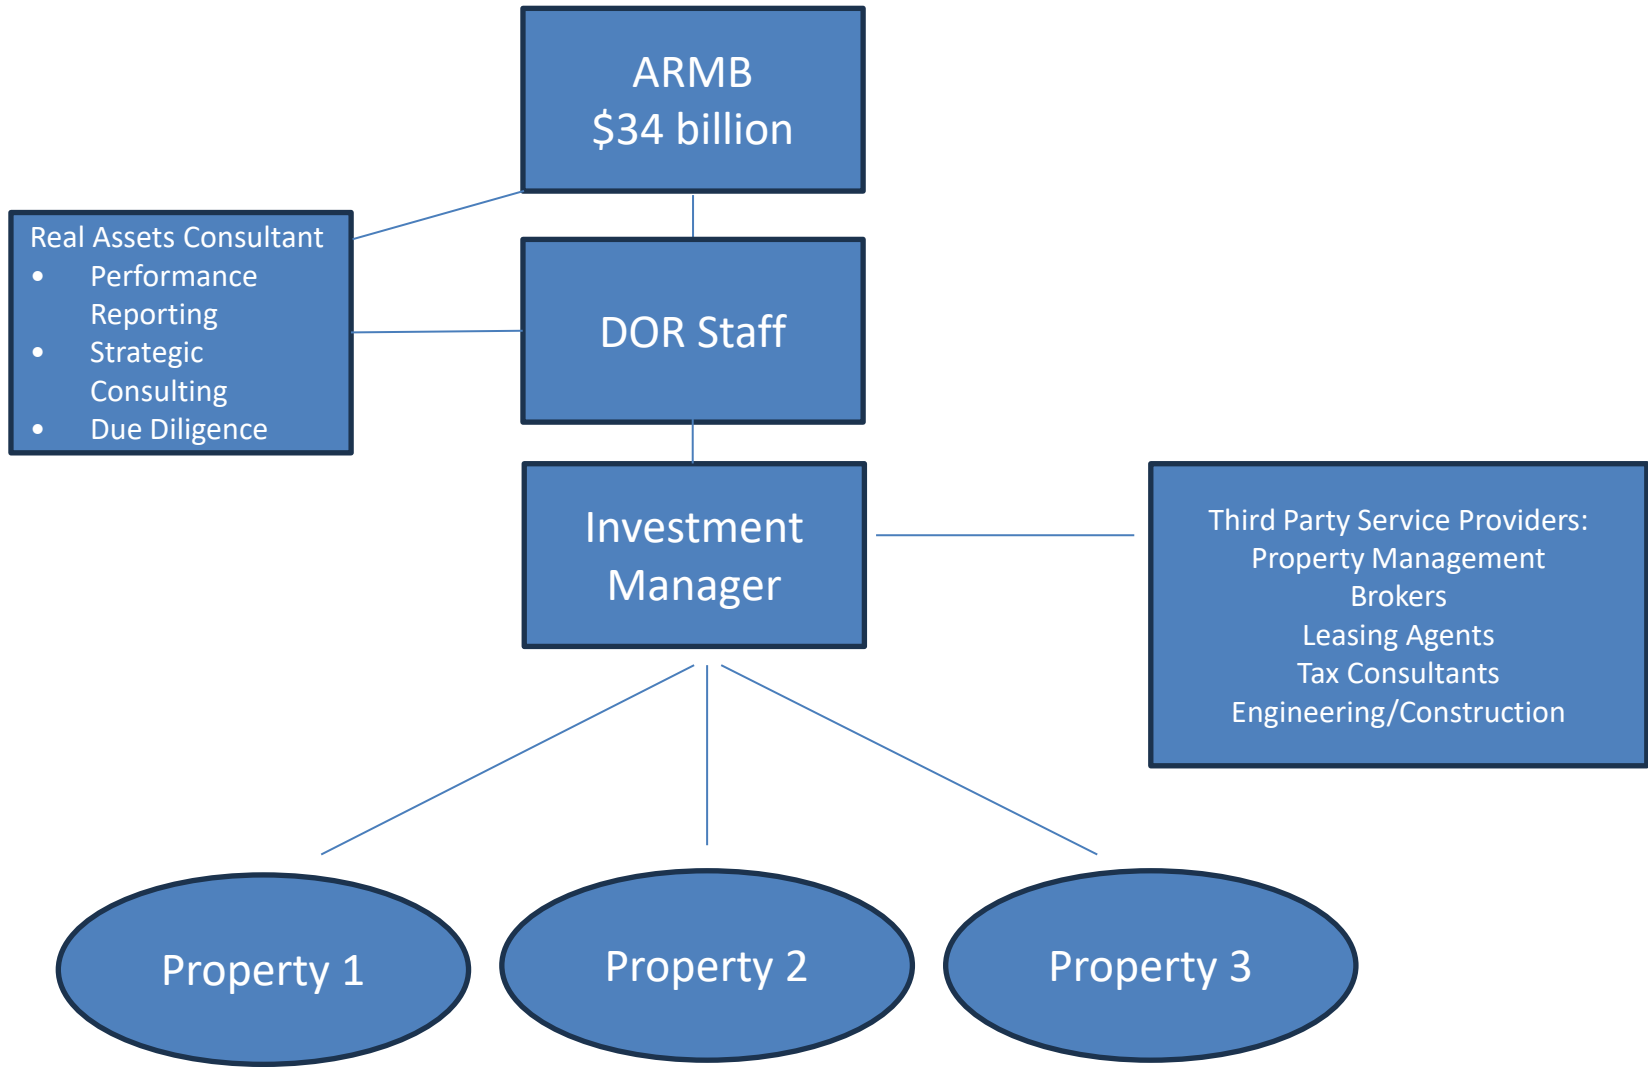 ARMB
$34 billion
Real Assets Consultant
• Performance
Reporting
• Strategic
Consulting
• Due Diligence
DOR Staff
Investment
Manager
Third Party Service Providers:
Property Management
Brokers
Leasing Agents
Tax Consultants
Engineering/Construction
Property 1
Property 2
Property 3